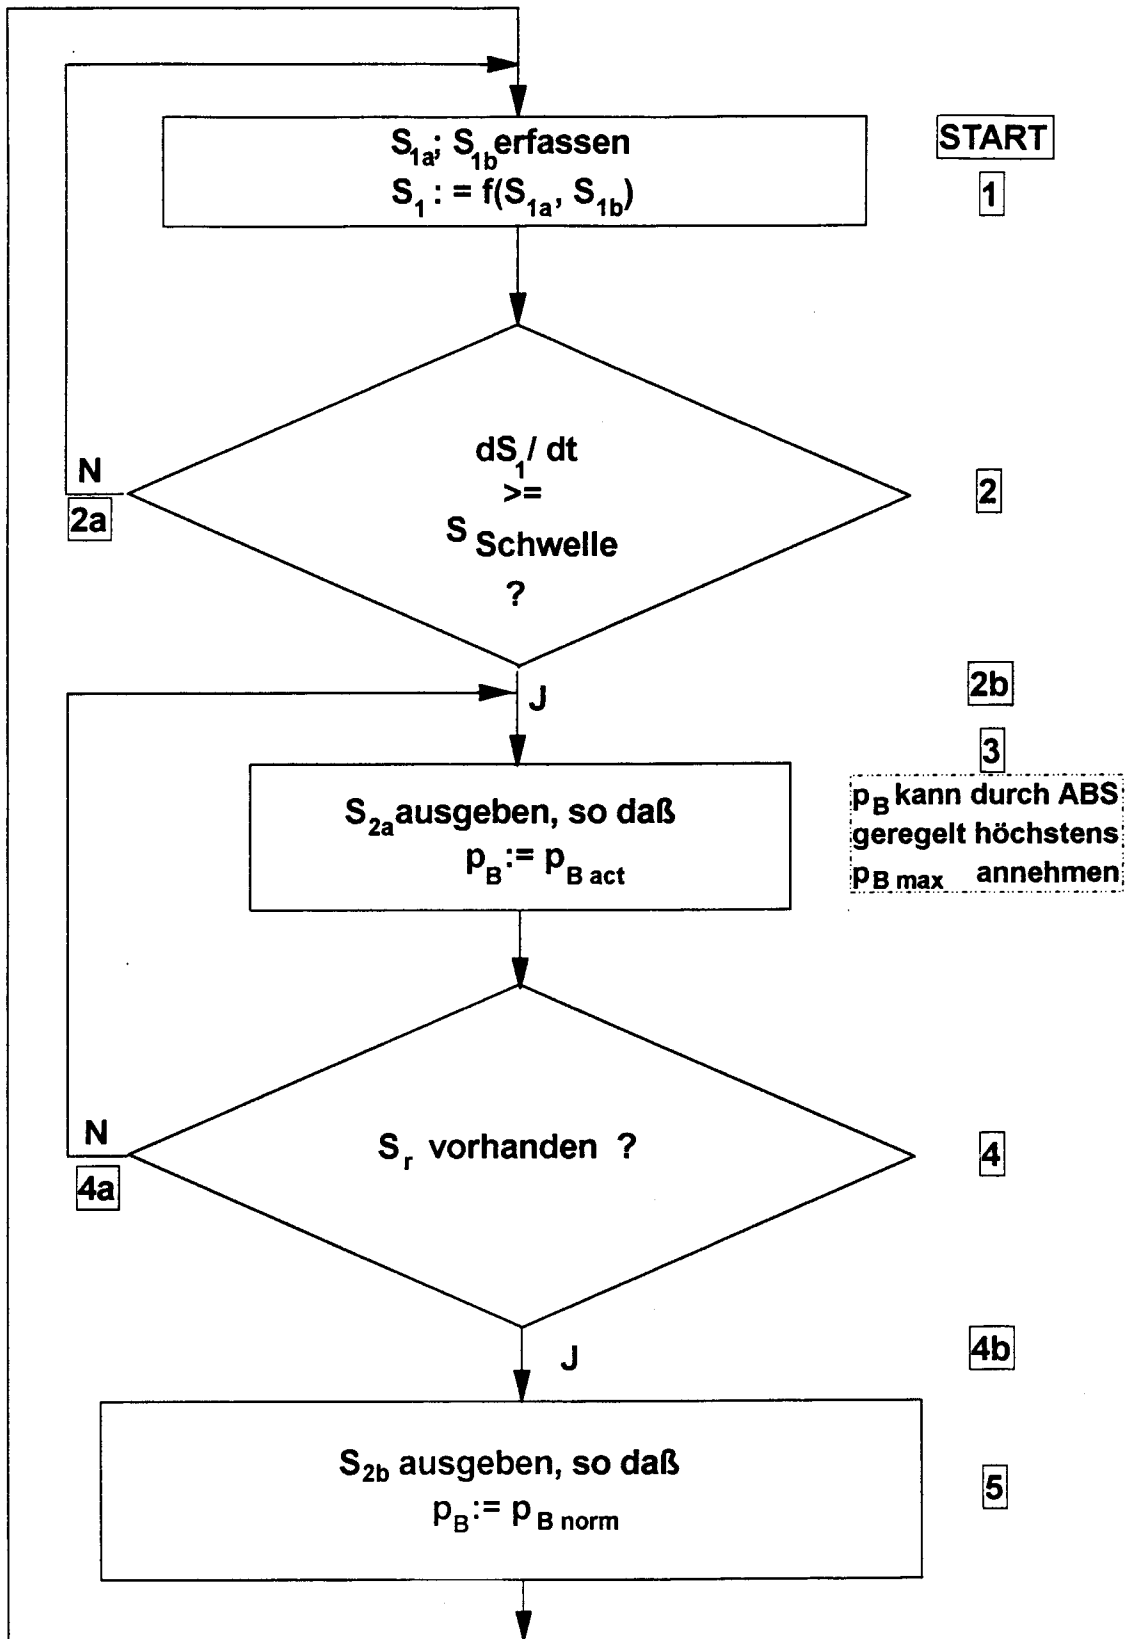 S1a; S1b erfassen
S1 : = f(S1a, S1b)
START
1
dS1/ dt
>=
S Schwelle
?
N
2a
2
J
2b
3
S2a ausgeben, so daß
pB := pB act
pB kann durch ABS
geregelt höchstens
pB max annehmen
Sr vorhanden ?
N
4a
4
J
4b
S2b ausgeben, so daß
pB := pB norm
5